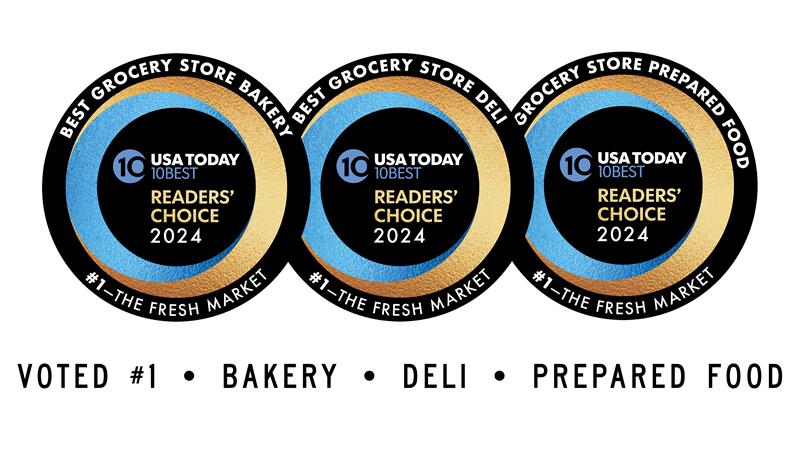 BEST GROCERY STORE BAKERY
10 USA TODAY
10BEST
READERS'
CHOICE
2024
#1–THE FRESH MARKET
BEST GROCERY STORE DELI
10 USA TODAY
10BEST
READERS'
CHOICE
2024
#1–THE FRESH MARKET
GROCERY STORE PREPARED FOOD
10 USA TODAY
10BEST
READERS'
CHOICE
2024
#1–THE FRESH MARKET
VOTED #1 • BAKERY • DELI • PREPARED FOOD